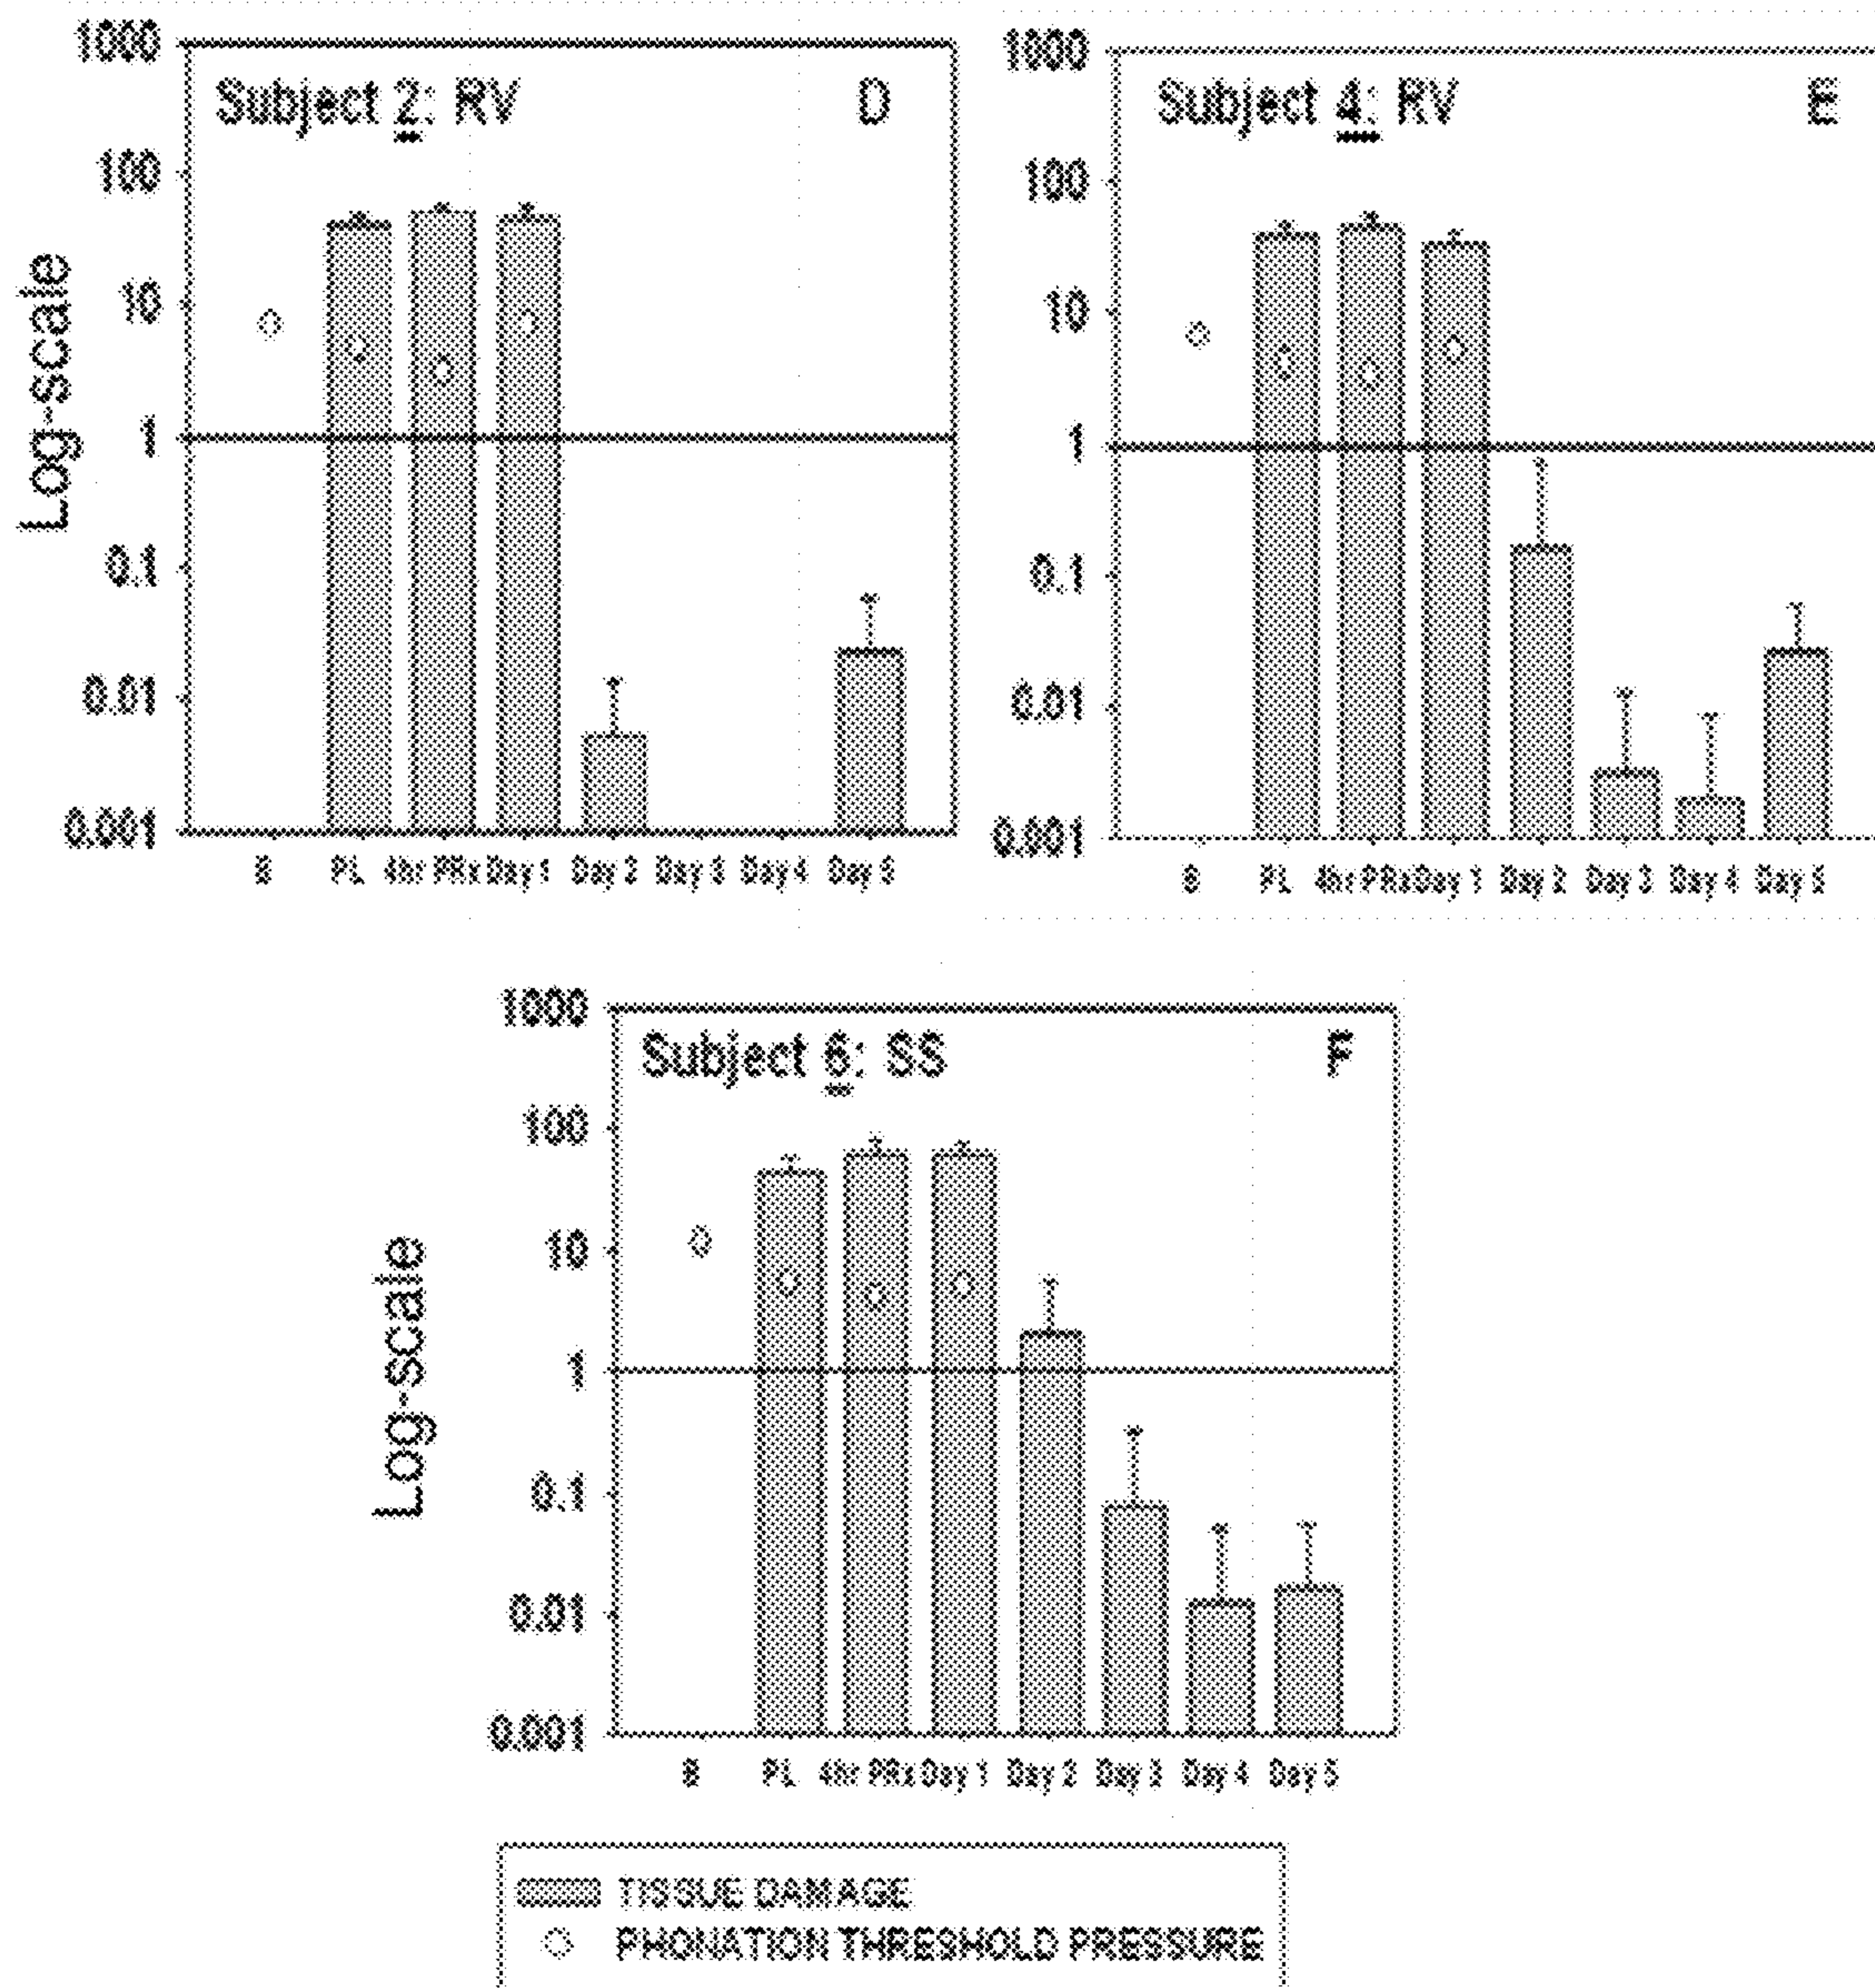 1000
Subject 2: RV
D
100
10
1
0.1
0.01
0.001
Log-scale
B PL 4hr PRx Day 1 Day 2 Day 3 Day 4 Day 5
1000
Subject 4: RV
E
100
10
1
0.1
0.01
0.001
B PL 4hr PRx Day 1 Day 2 Day 3 Day 4 Day 5
1000
Subject 6: SS
F
100
10
1
0.1
0.01
0.001
Log-scale
B PL 4hr PRx Day 1 Day 2 Day 3 Day 4 Day 5
TISSUE DAMAGE
PHONATION THRESHOLD PRESSURE